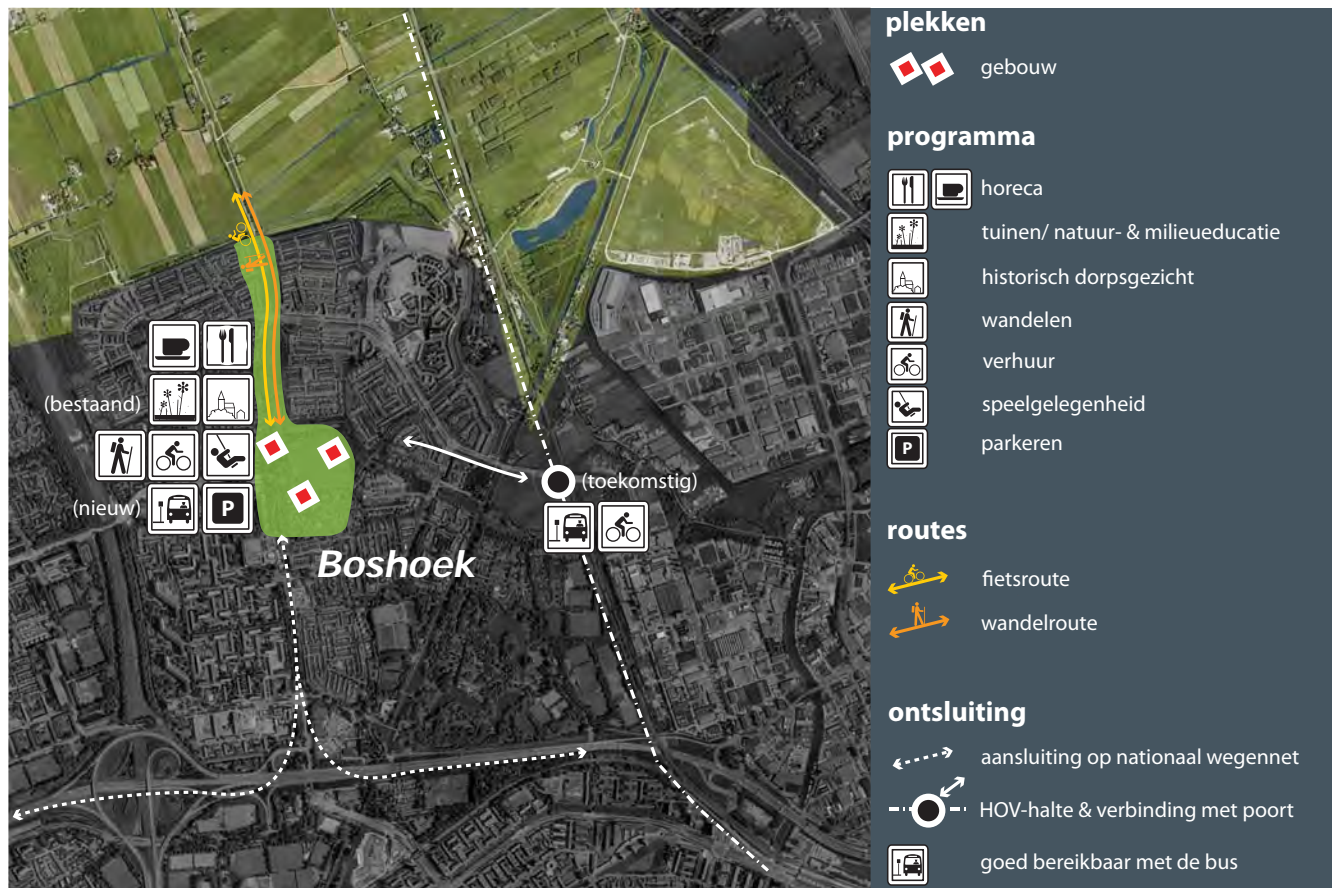 (bestaand)
(nieuw)
P
(toekomstig)
Boshoek
plekken
gebouw
programma
horeca
tuinen/ natuur- & milieueducatie
historisch dorpsgezicht
wandelen
verhuur
speelgelegenheid
P
parkeren
routes
fietsroute
wandelroute
ontsluiting
aansluiting op nationaal wegennet
HOV-halte & verbinding met poort
goed bereikbaar met de bus